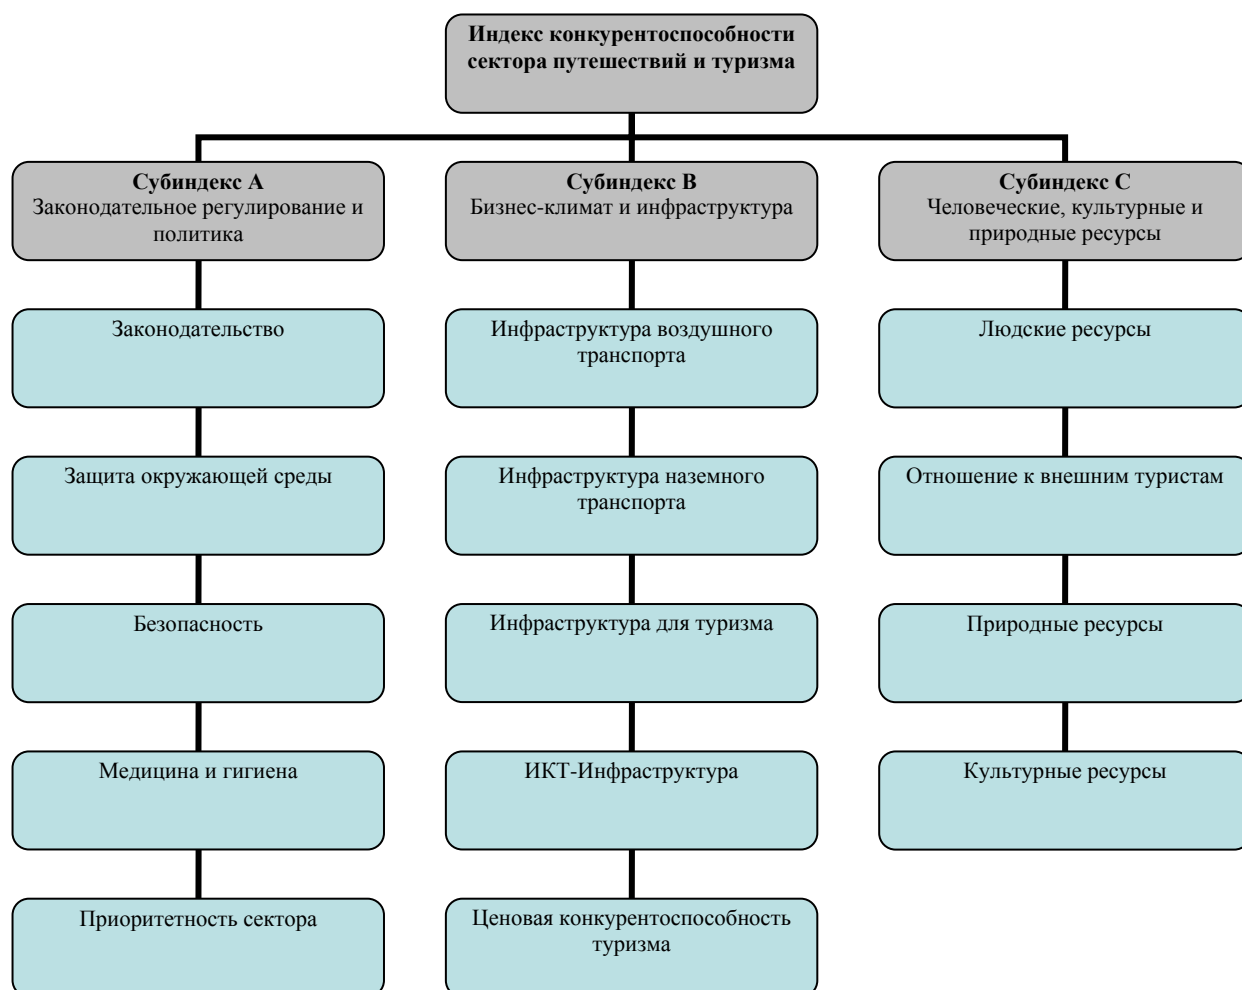 Индекс конкурентоспособности
сектора путешествий и туризма
Субиндекс А
Законодательное регулирование и
политика
Субиндекс В
Бизнес-климат и инфраструктура
Субиндекс С
Человеческие, культурные и
природные ресурсы
Законодательство
Инфраструктура воздушного
транспорта
Людские ресурсы
Защита окружающей среды
Инфраструктура наземного
транспорта
Отношение к внешним туристам
Безопасность
Инфраструктура для туризма
Природные ресурсы
Медицина и гигиена
ИКТ-Инфраструктура
Культурные ресурсы
Приоритетность сектора
Ценовая конкурентоспособность
туризма